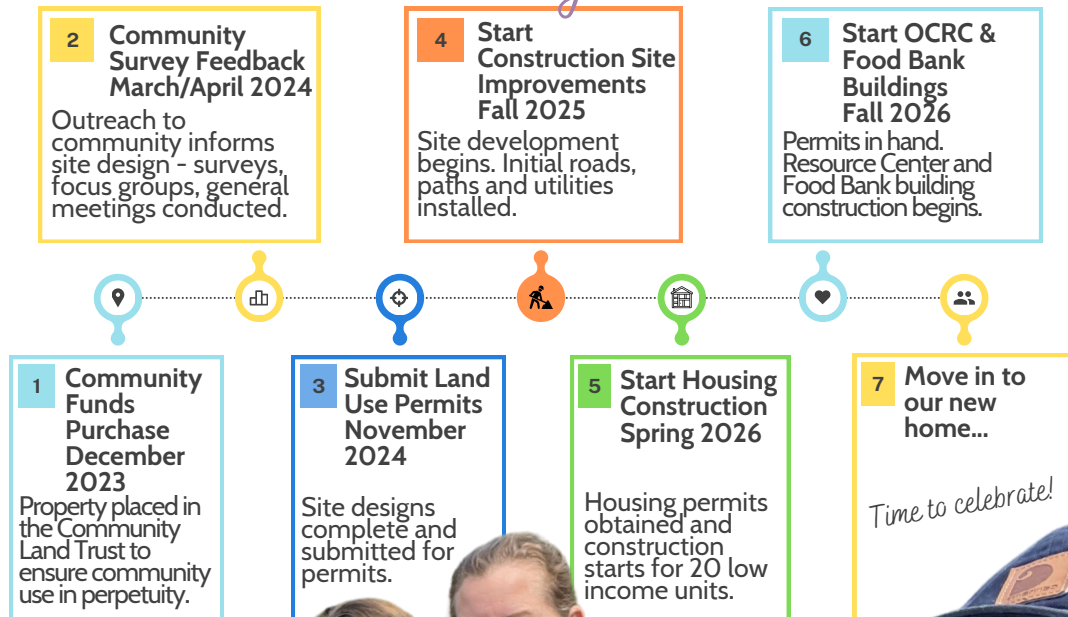 2
Community
Survey Feedback
March/April 2024
Outreach to
community informs
site design - surveys,
focus groups, general
meetings conducted.
4
Start
Construction Site
Improvements
Fall 2025
Site development
begins. Initial roads,
paths and utilities
installed.
6
Start OCRC &
Food Bank
Buildings
Fall 2026
Permits in hand.
Resource Center and
Food Bank building
construction begins.
1
Community
Funds
Purchase
December
2023
Property placed in
the Community
Land Trust to
ensure community
use in perpetuity.
3
Submit Land
Use Permits
November
2024
Site designs
complete and
submitted for
permits.
5
Start Housing
Construction
Spring 2026
Housing permits
obtained and
construction
starts for 20 low
income units.
7
Move in to
our new
home...
Time to celebrate!